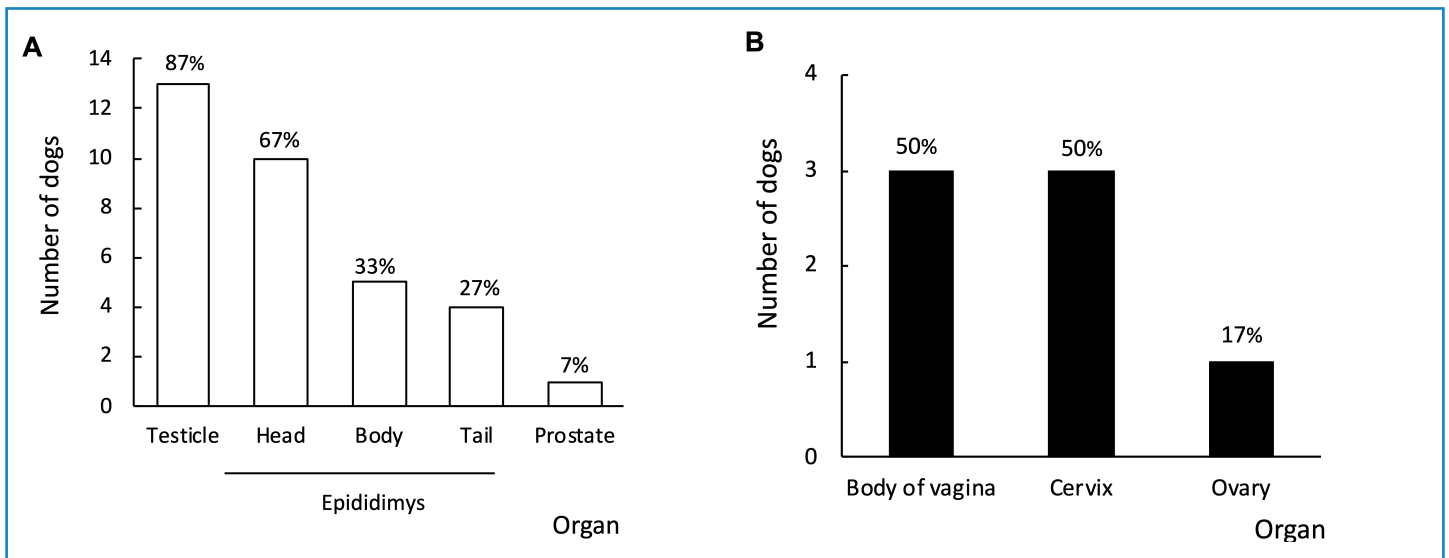 A
14
12
10
8
6
4
2
0
Number of dogs
87%
67%
33%
27%
7%
Testicle Head Body Tail Prostate
Epididimys
Organ
B
4
3
2
1
0
Number of dogs
50%
50%
17%
Body of vagina Cervix Ovary
Organ